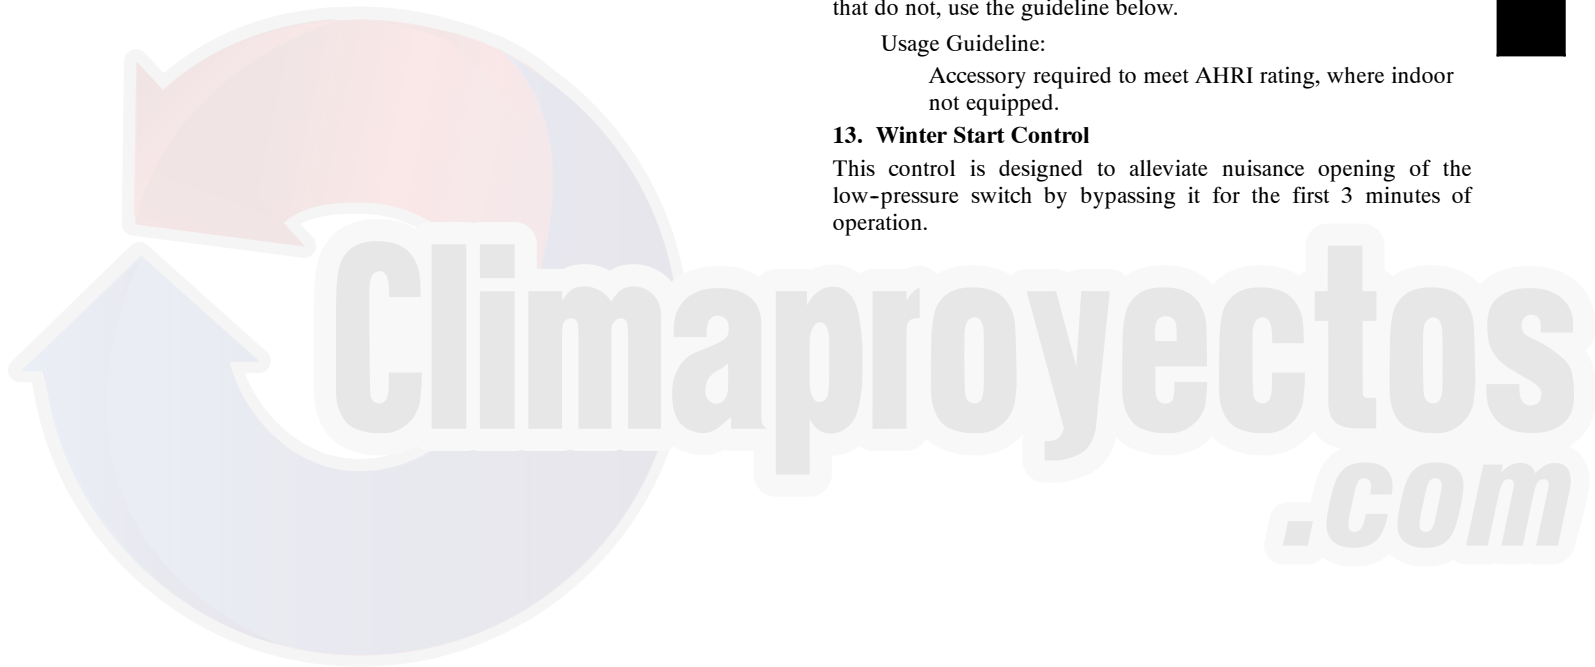 that do not, use the guideline below.
Usage Guideline:
Accessory required to meet AHRI rating, where indoor
not equipped.
13. Winter Start Control
This control is designed to alleviate nuisance opening of the
low-pressure switch by bypassing it for the first 3 minutes of
operation.
Climaproyectos
.com